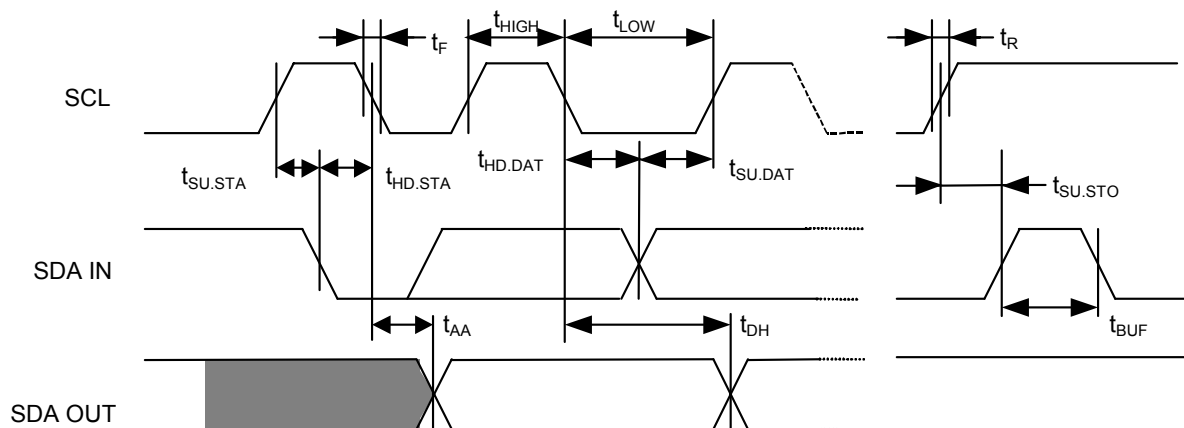 tF
tHIGH
tLOW
tR
SCL
tSU.STA
tHD.STA
tHD.DAT
tSU.DAT
tSU.STO
SDA IN
tAA
tDH
tBUF
SDA OUT